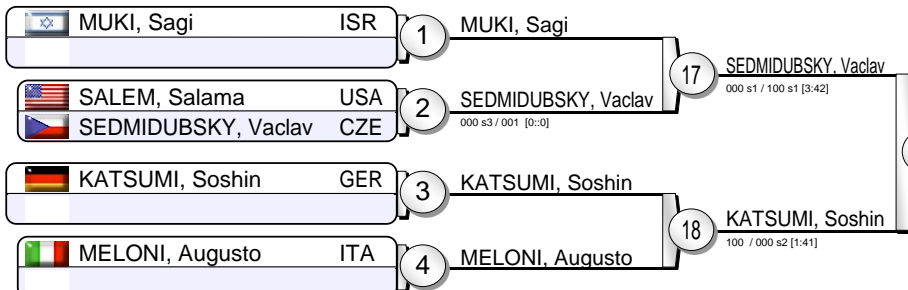 MUKI, Sagi ISR
1
MUKI, Sagi
17
SEDMIDUBSKY, Vaclav
000 s1 / 100 s1 [3:42]
SALEM, Salama USA
SEDMIDUBSKY, Vaclav CZE
2
SEDMIDUBSKY, Vaclav
000 s3 / 001 [0::0]
KATSUMI, Soshin GER
3
KATSUMI, Soshin
18
KATSUMI, Soshin
100 / 000 s2 [1:41]
MELONI, Augusto ITA
4
MELONI, Augusto